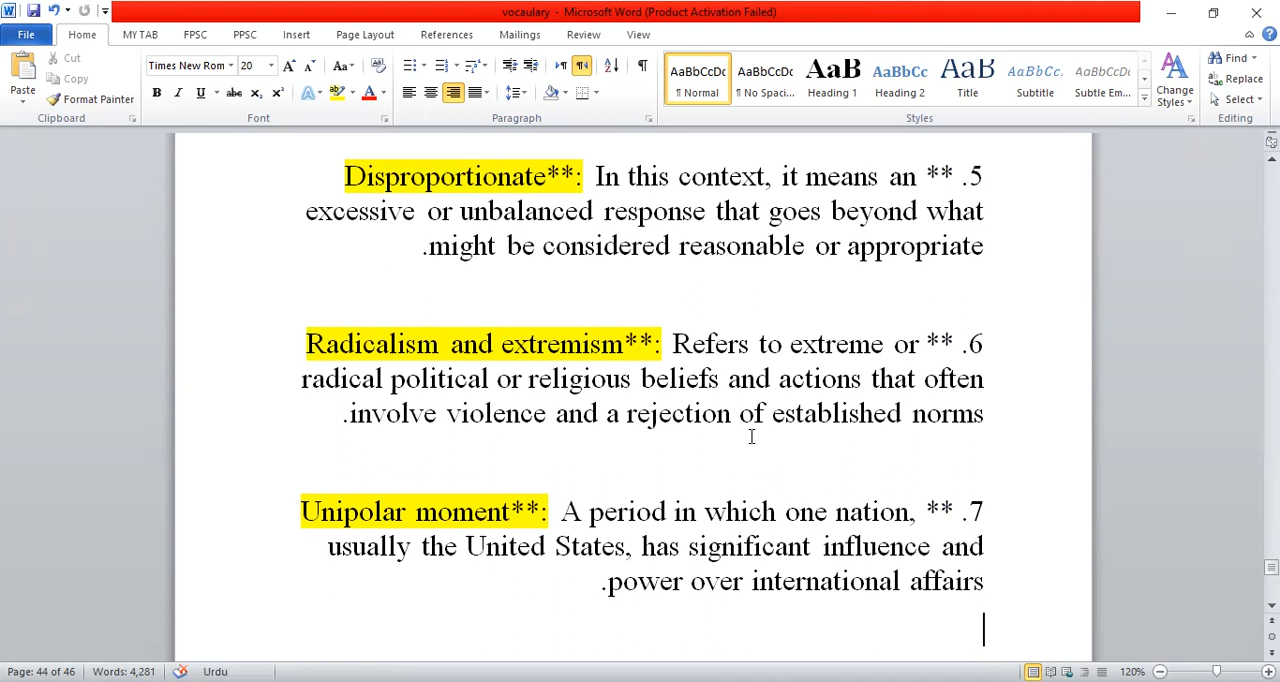 vocaulary - Microsoft Word (Product Activation Failed)
File Home MY TAB FPSC PPSC Insert Page Layout References Mailings Review View
Paste
Cut
Copy
Format Painter
Clipboard
Times New Rom 20
Font
Paragraph
AaBbCcDc AaBbCcDc AaB AaBbCc AaB AaBbCc. AaBbCcDc
¶ Normal ¶ No Spaci... Heading 1 Heading 2 Title Subtitle Subtle Em...
Change Styles
Styles
Find
Replace
Select
Editing
Disproportionate**: In this context, it means an ** .5
excessive or unbalanced response that goes beyond what
.might be considered reasonable or appropriate
Radicalism and extremism**: Refers to extreme or ** .6
radical political or religious beliefs and actions that often
.involve violence and a rejection of established norms
Unipolar moment**: A period in which one nation, ** .7
usually the United States, has significant influence and
.power over international affairs
Page: 44 of 46 Words: 4,281 Urdu 120%